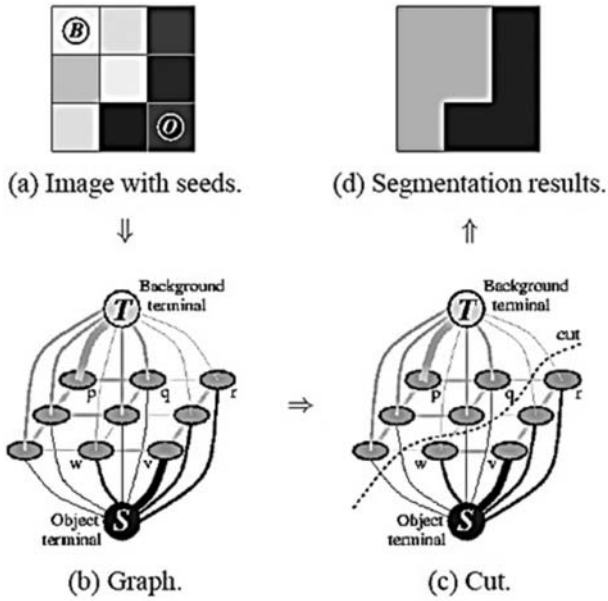 B
O
(a) Image with seeds.
(d) Segmentation results.
⇓
⇑
Background
terminal
T
p
q
r
w
v
S
Object
terminal
⇒
Background
terminal
T
cut
p
q
r
w
v
S
Object
terminal
(b) Graph.
(c) Cut.